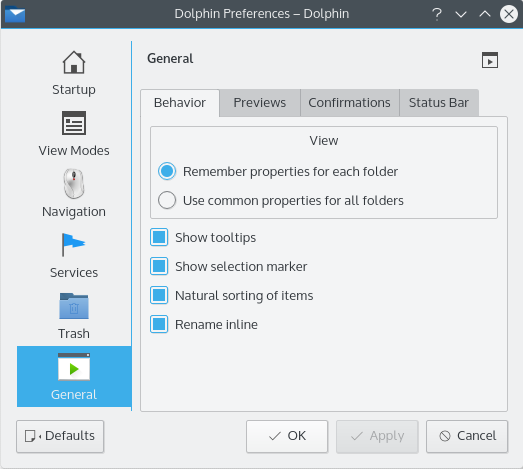 Dolphin Preferences – Dolphin
Startup
View Modes
Navigation
Services
Trash
General
General
Behavior
Previews
Confirmations
Status Bar
View
Remember properties for each folder
Use common properties for all folders
Show tooltips
Show selection marker
Natural sorting of items
Rename inline
Defaults
OK
Apply
Cancel